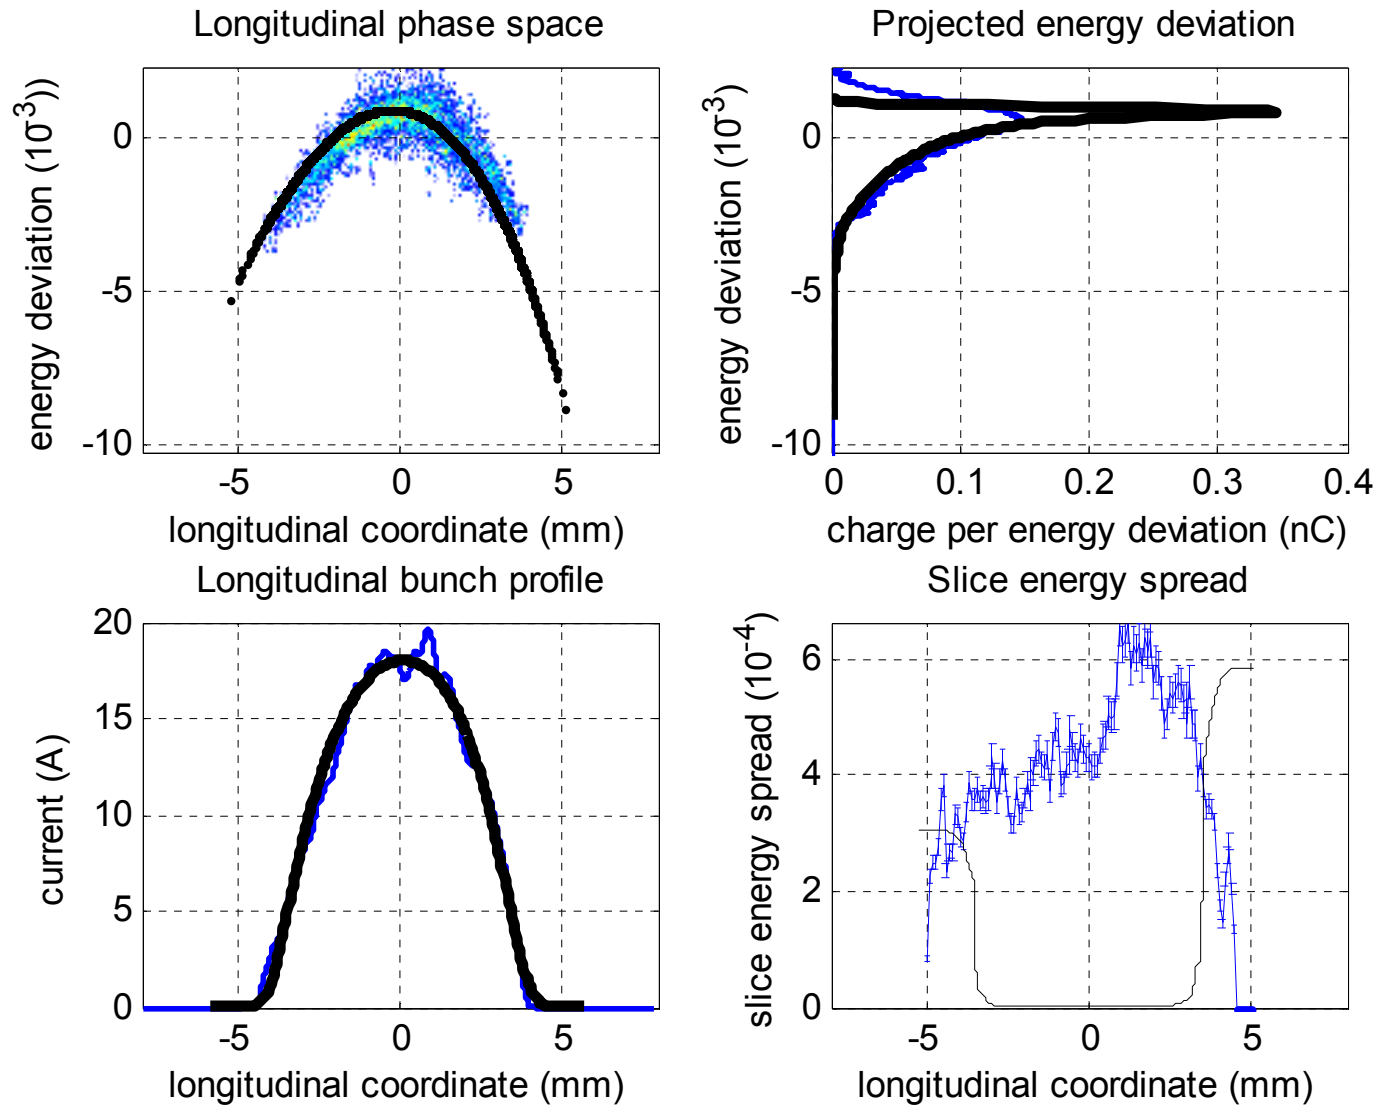 Longitudinal phase space
energy deviation (10⁻³))
0
-5
-10
-5 0 5
longitudinal coordinate (mm)
Projected energy deviation
energy deviation (10⁻³)
0
-5
-10
0 0.1 0.2 0.3 0.4
charge per energy deviation (nC)
Longitudinal bunch profile
current (A)
20
15
10
5
0
-5 0 5
longitudinal coordinate (mm)
Slice energy spread
slice energy spread (10⁻⁴)
6
4
2
0
-5 0 5
longitudinal coordinate (mm)